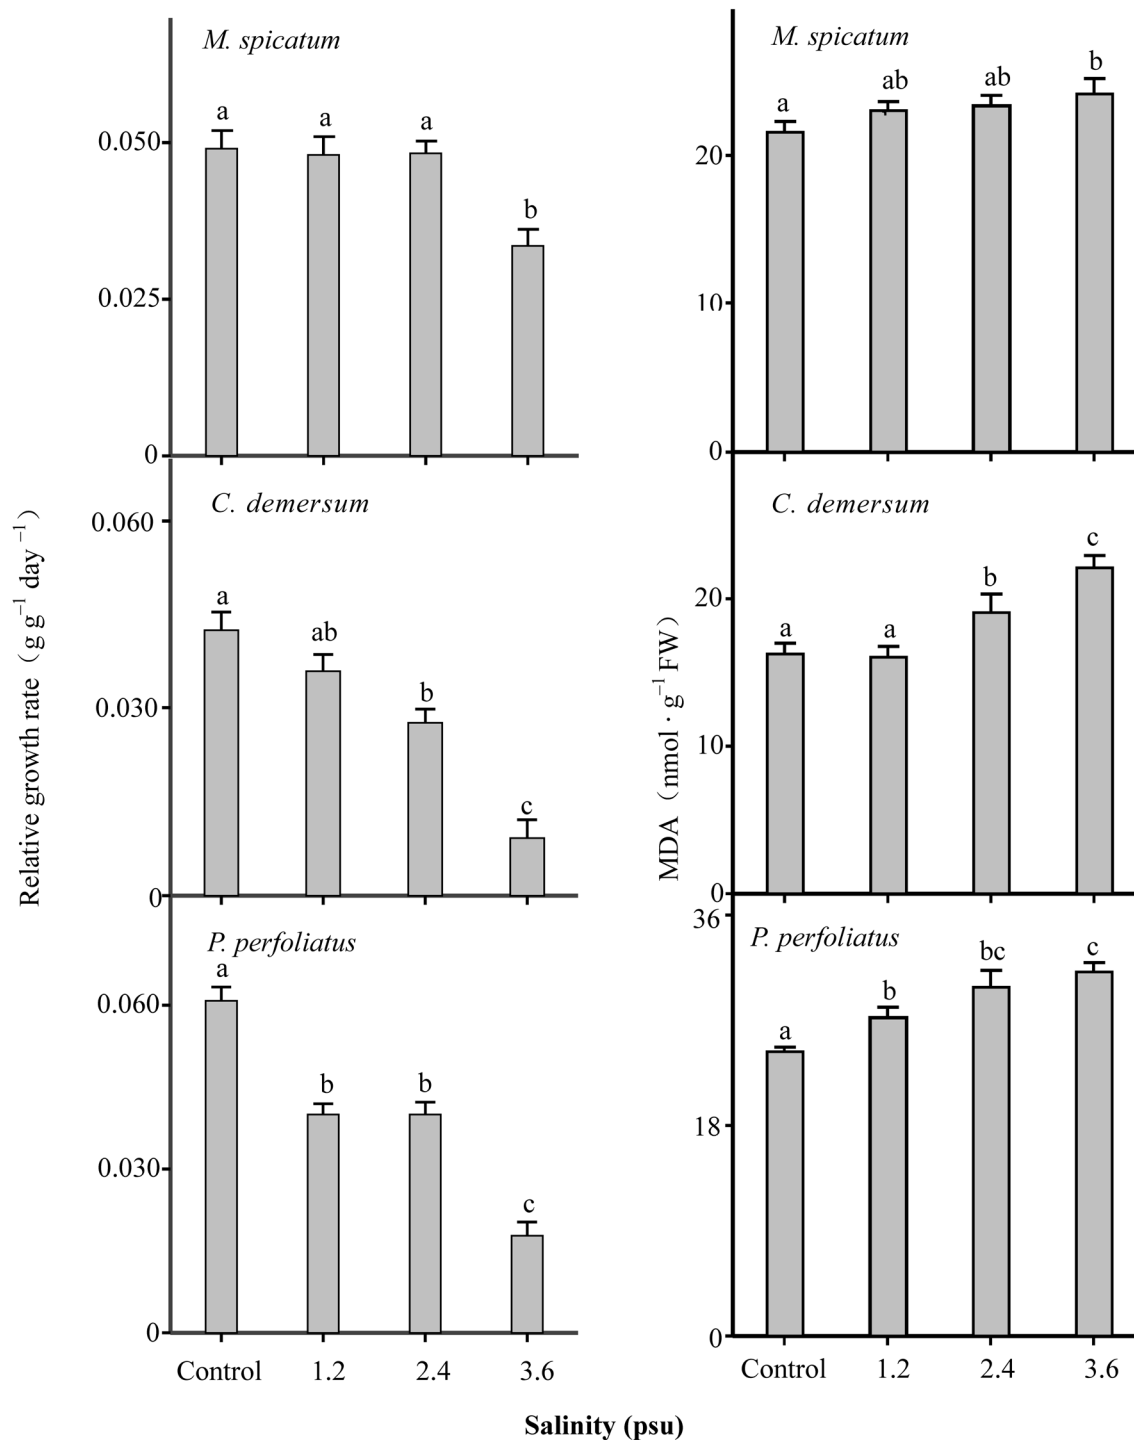 M. spicatum
a
a
a
b
0.050
0.025
0
C. demersum
a
ab
b
c
0.060
0.030
0
P. perfoliatus
a
b
b
c
0.060
0.030
0
Control 1.2 2.4 3.6
Relative growth rate (g g⁻¹ day⁻¹)
M. spicatum
a
ab
ab
b
20
10
0
C. demersum
a
a
b
c
20
10
0
P. perfoliatus
a
b
bc
c
36
18
0
Control 1.2 2.4 3.6
MDA (nmol · g⁻¹ FW)
Salinity (psu)